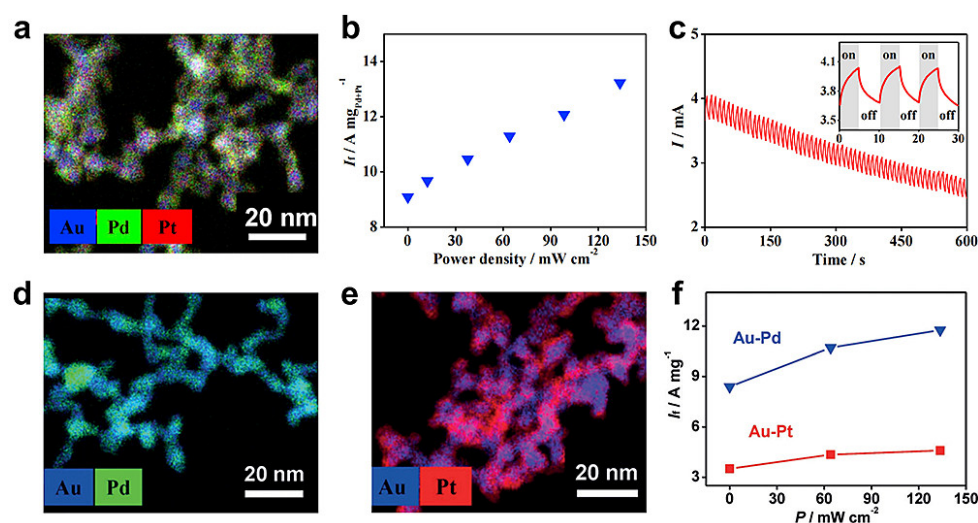 a
Au Pd Pt
20 nm
b
I_f / A mg_Pd+Pt^-1
14
12
10
8
0 30 60 90 120 150
Power density / mW cm^-2
c
I / mA
5
4
3
2
4.1
3.8
3.5
on on on
off off off
0 10 20 30
0 150 300 450 600
Time / s
d
Au Pd
20 nm
e
Au Pt
20 nm
f
I_f / A mg^-1
12
9
6
3
Au-Pd
Au-Pt
0 30 60 90 120 150
P / mW cm^-2